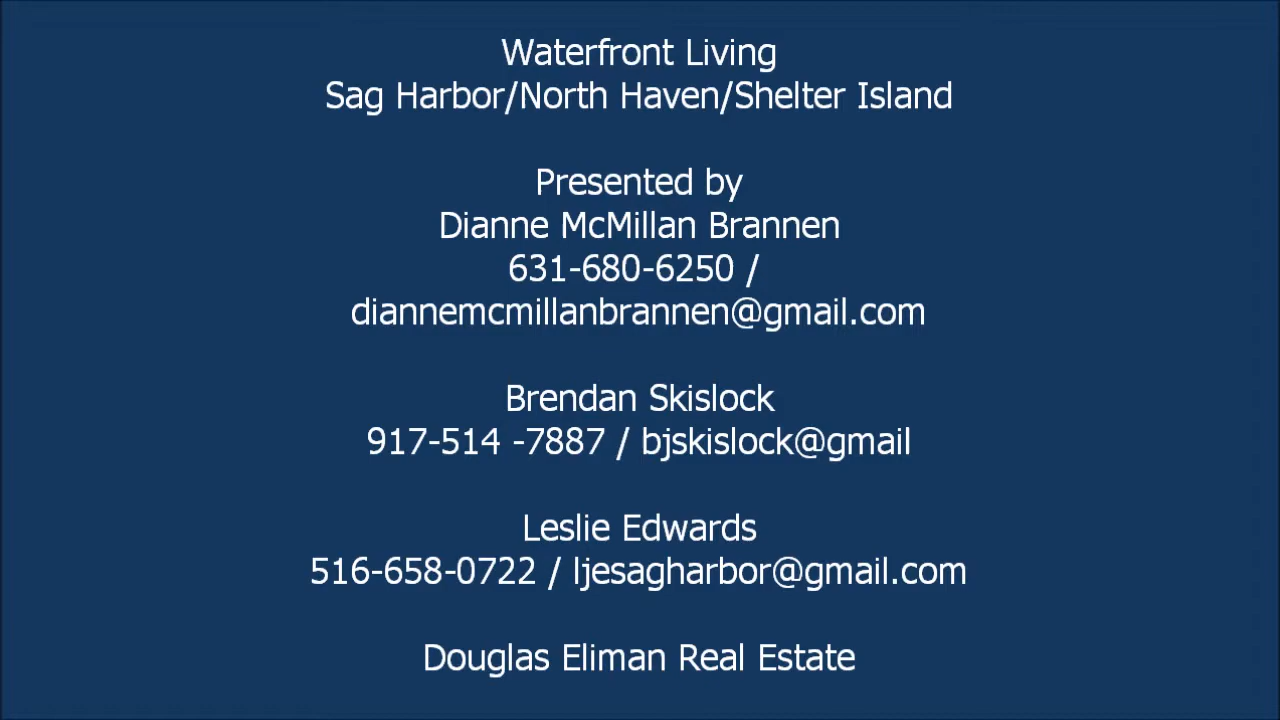 Waterfront Living
Sag Harbor/North Haven/Shelter Island
Presented by
Dianne McMillan Brannen
631-680-6250 /
diannemcmillanbrannen@gmail.com
Brendan Skislock
917-514 -7887 / bjskislock@gmail
Leslie Edwards
516-658-0722 / ljesagharbor@gmail.com
Douglas Eliman Real Estate